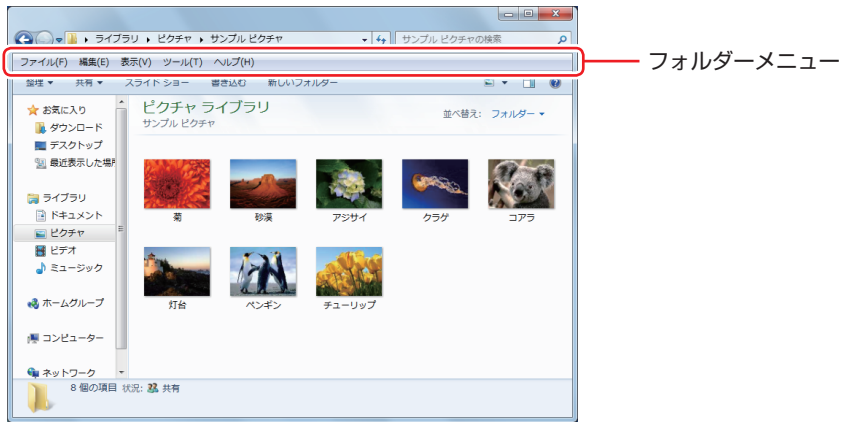 ライブラリ ピクチャ サンプル ピクチャ サンプル ピクチャの検索
ファイル(F) 編集(E) 表示(V) ツール(T) ヘルプ(H)
フォルダーメニュー
整理 共有 スライド ショー 書き込む 新しいフォルダー
お気に入り
ダウンロード
デスクトップ
最近表示した場所
ライブラリ
ドキュメント
ピクチャ
ビデオ
ミュージック
ホームグループ
コンピューター
ネットワーク
ピクチャ ライブラリ
サンプル ピクチャ
並べ替え: フォルダー
菊 砂漠 アジサイ クラゲ コアラ
灯台 ペンギン チューリップ
8 個の項目 状況: 共有